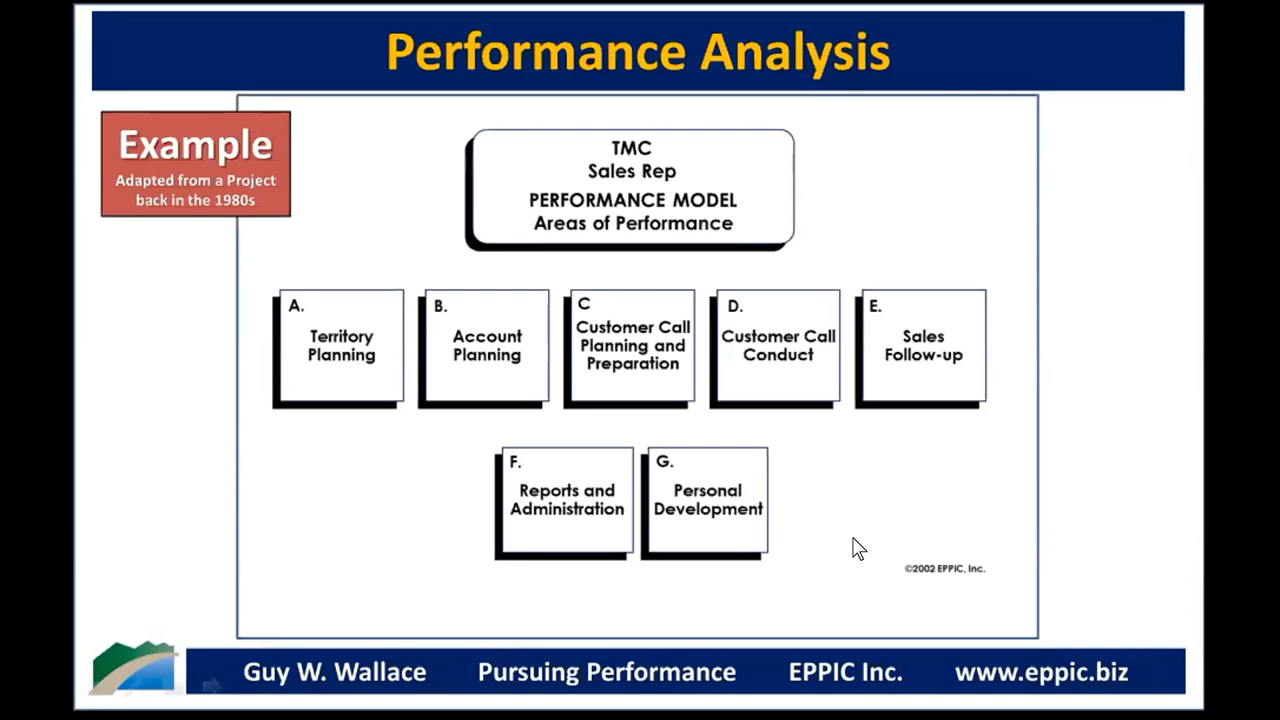 Performance Analysis
Example
Adapted from a Project
back in the 1980s
TMC
Sales Rep
PERFORMANCE MODEL
Areas of Performance
A.
Territory
Planning
B.
Account
Planning
C
Customer Call
Planning and
Preparation
D.
Customer Call
Conduct
E.
Sales
Follow-up
F.
Reports and
Administration
G.
Personal
Development
©2002 EPPIC, Inc.
Guy W. Wallace Pursuing Performance EPPIC Inc. www.eppic.biz